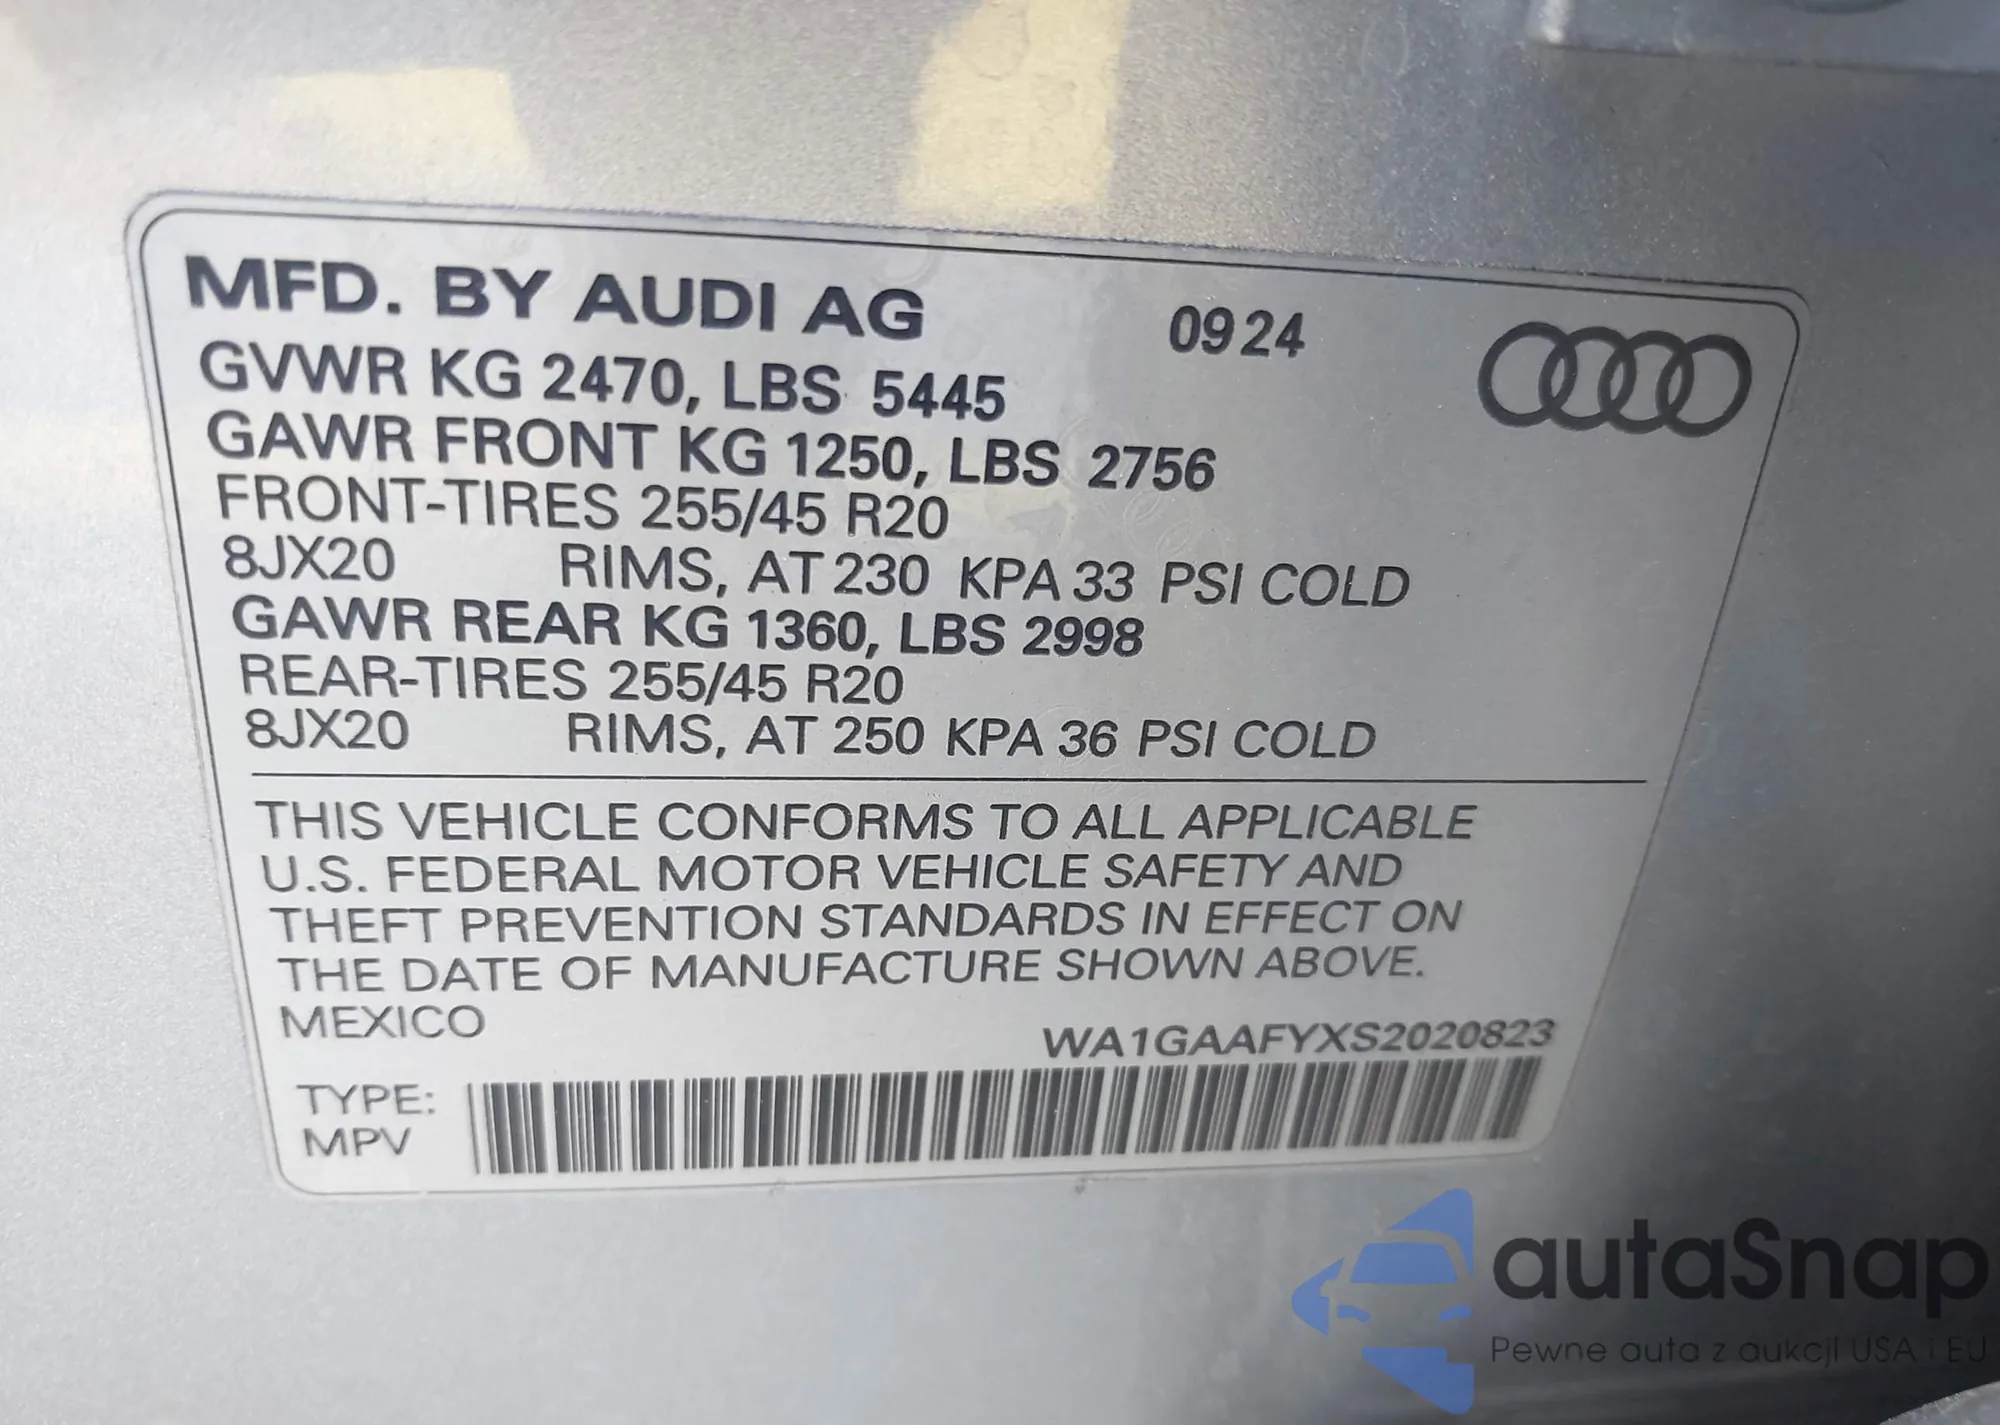 MFD. BY AUDI AG 09 24
GVWR KG 2470, LBS 5445
GAWR FRONT KG 1250, LBS 2756
FRONT-TIRES 255/45 R20
8JX20 RIMS, AT 230 KPA 33 PSI COLD
GAWR REAR KG 1360, LBS 2998
REAR-TIRES 255/45 R20
8JX20 RIMS, AT 250 KPA 36 PSI COLD
THIS VEHICLE CONFORMS TO ALL APPLICABLE
U.S. FEDERAL MOTOR VEHICLE SAFETY AND
THEFT PREVENTION STANDARDS IN EFFECT ON
THE DATE OF MANUFACTURE SHOWN ABOVE.
MEXICO
WA1GAAFYXS2020823
TYPE:
MPV
autaSnap
Pewne auta z aukcji USA i EU